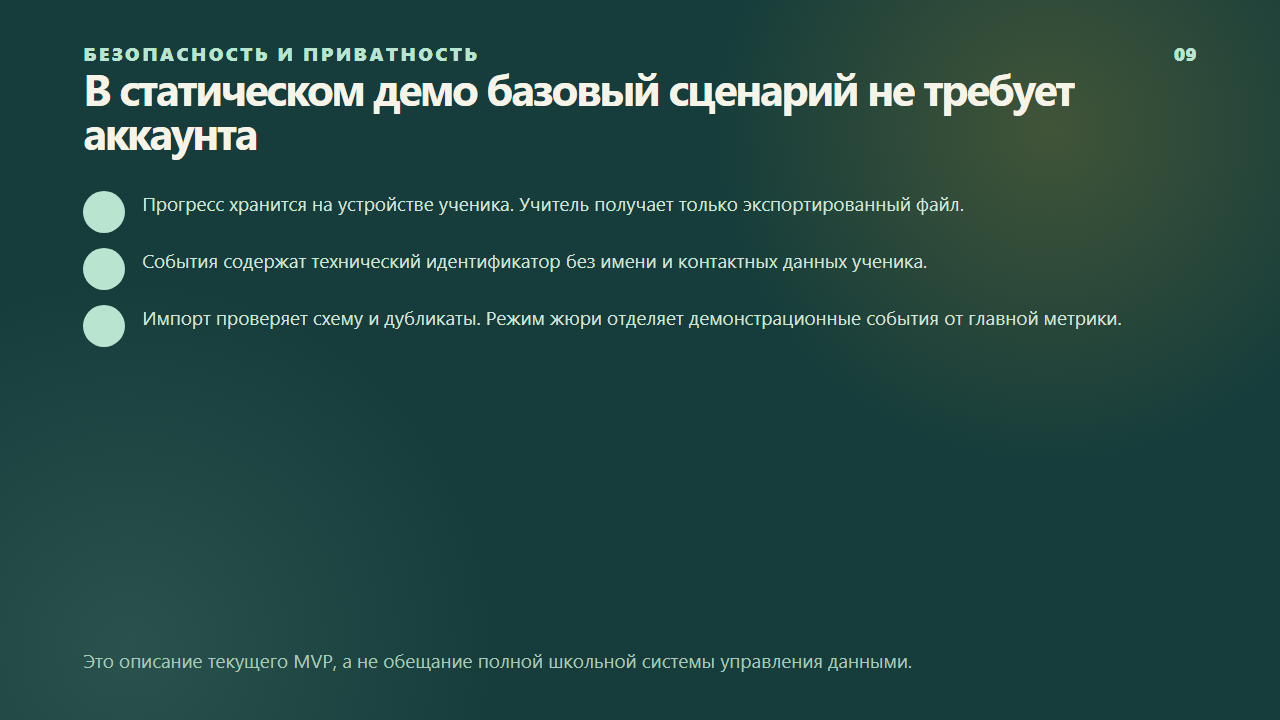 БЕЗОПАСНОСТЬ И ПРИВАТНОСТЬ
09
В статическом демо базовый сценарий не требует
аккаунта
Прогресс хранится на устройстве ученика. Учитель получает только экспортированный файл.
События содержат технический идентификатор без имени и контактных данных ученика.
Импорт проверяет схему и дубликаты. Режим жюри отделяет демонстрационные события от главной метрики.
Это описание текущего MVP, а не обещание полной школьной системы управления данными.